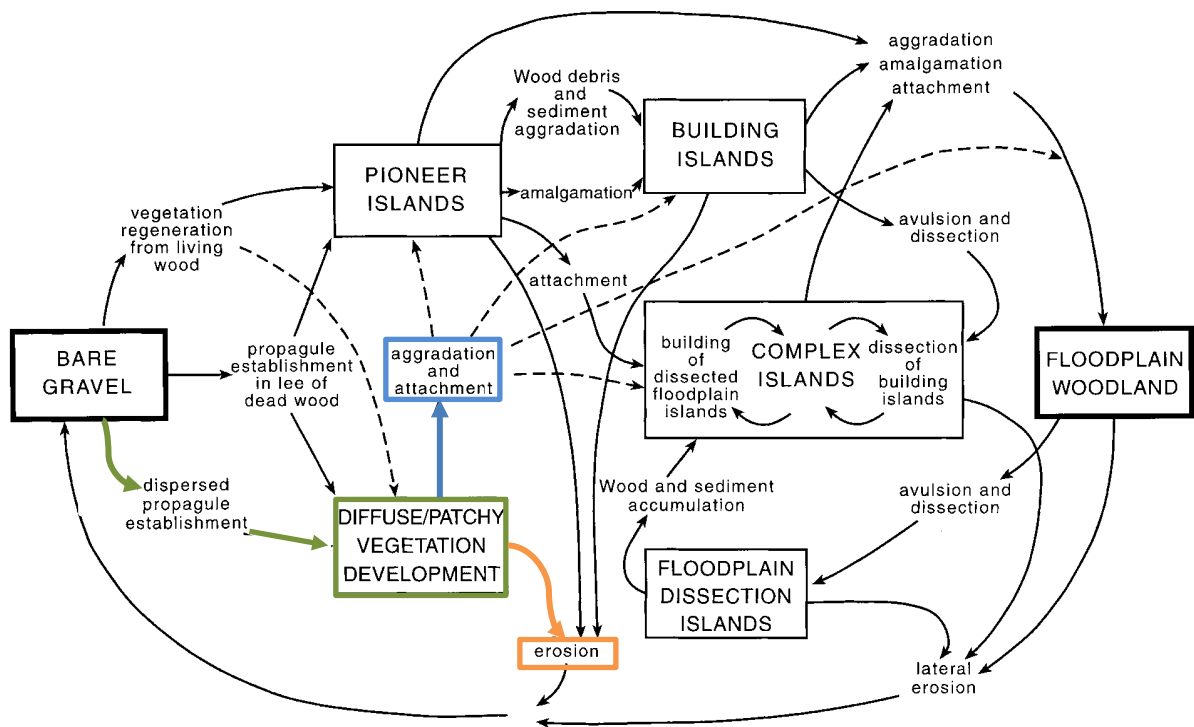 aggradation
amalgamation
attachment
Wood debris
and
sediment
aggradation
BUILDING
ISLANDS
PIONEER
ISLANDS
amalgamation
vegetation
regeneration
from living
wood
avulsion and
dissection
attachment
BARE
GRAVEL
propagule
establishment
in lee of
dead wood
aggradation
and
attachment
building
of
dissected
floodplain
islands
COMPLEX
ISLANDS
dissection
of
building
islands
FLOODPLAIN
WOODLAND
dispersed
propagule
establishment
DIFFUSE/PATCHY
VEGETATION
DEVELOPMENT
Wood and sediment
accumulation
avulsion and
dissection
FLOODPLAIN
DISSECTION
ISLANDS
erosion
lateral
erosion